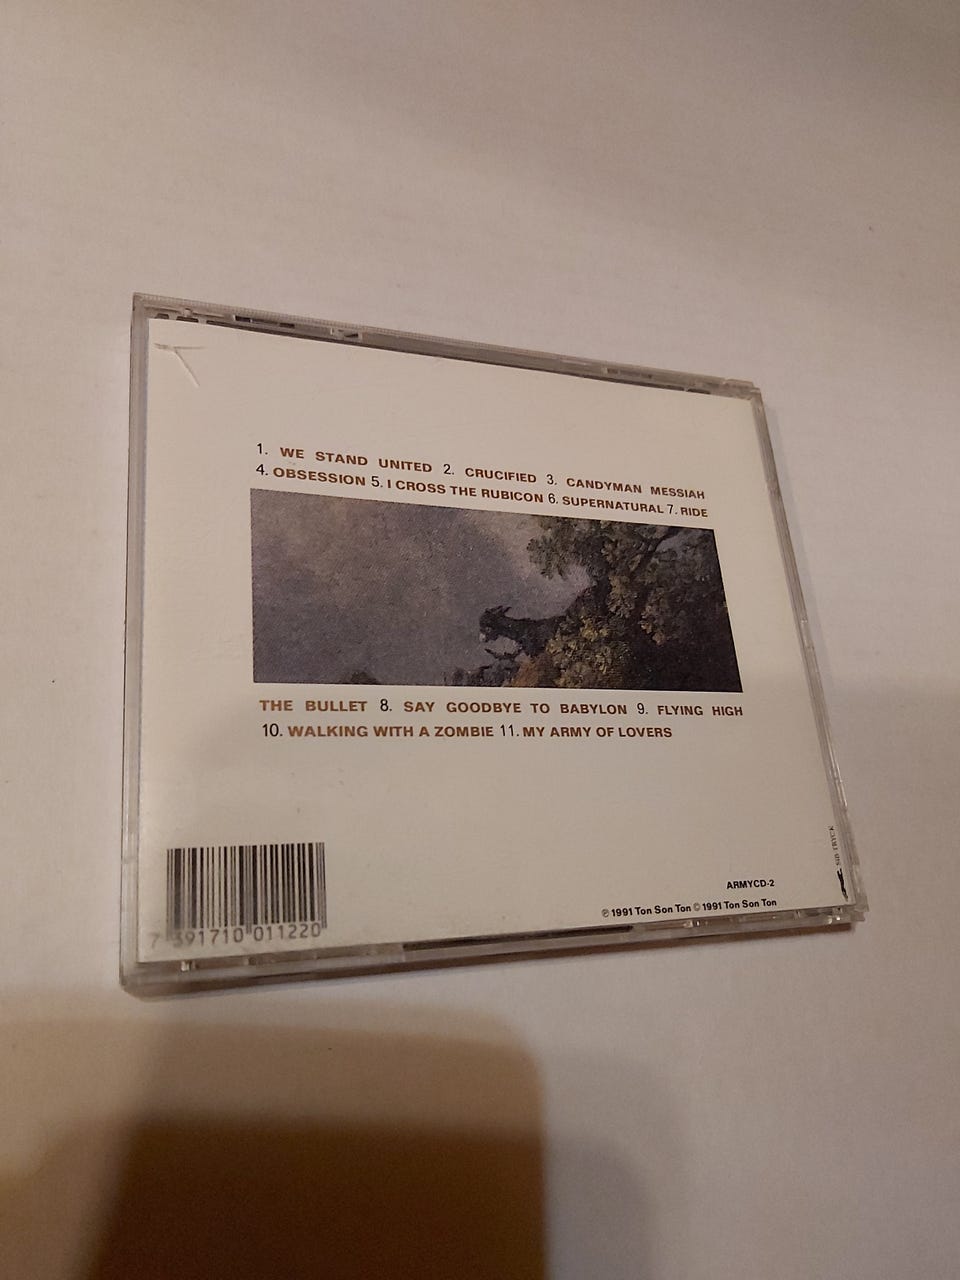 1. WE STAND UNITED 2. CRUCIFIED 3. CANDYMAN MESSIAH
4. OBSESSION 5. I CROSS THE RUBICON 6. SUPERNATURAL 7. RIDE
THE BULLET 8. SAY GOODBYE TO BABYLON 9. FLYING HIGH
10. WALKING WITH A ZOMBIE 11. MY ARMY OF LOVERS
SIB TRYCK
ARMYCD-2
℗ 1991 Ton Son Ton © 1991 Ton Son Ton
7 391710 011220